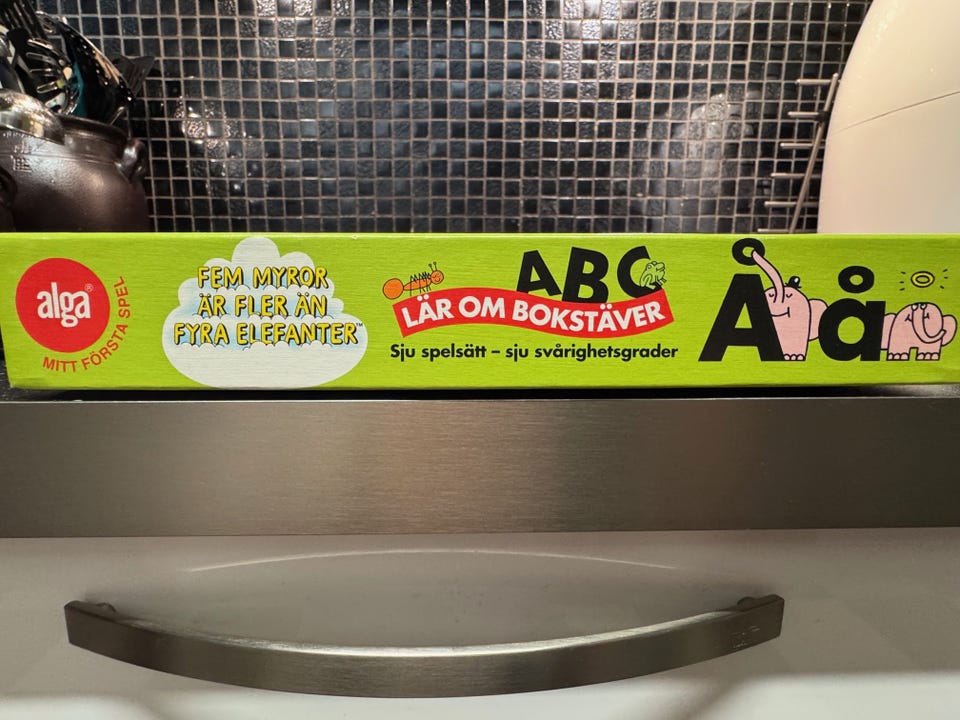 alga®
MITT FÖRSTA SPEL
FEM MYROR
ÄR FLER ÄN
FYRA ELEFANTER™
ABC
LÄR OM BOKSTÄVER
Sju spelsätt – sju svårighetsgrader
Å å